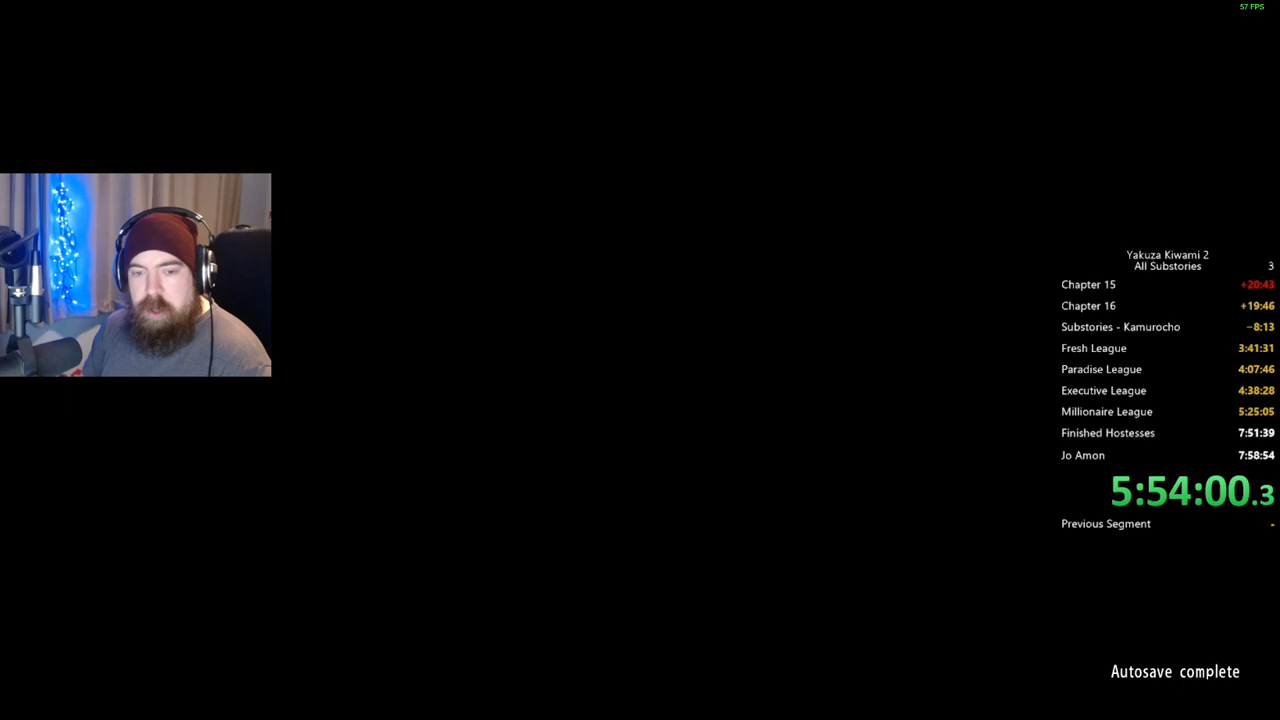 57 FPS
Yakuza Kiwami 2
All Substories 3
Chapter 15 +20:43
Chapter 16 +19:46
Substories - Kamurocho −8:13
Fresh League 3:41:31
Paradise League 4:07:46
Executive League 4:38:28
Millionaire League 5:25:05
Finished Hostesses 7:51:39
Jo Amon 7:58:54
5:54:00.3
Previous Segment -
Autosave complete